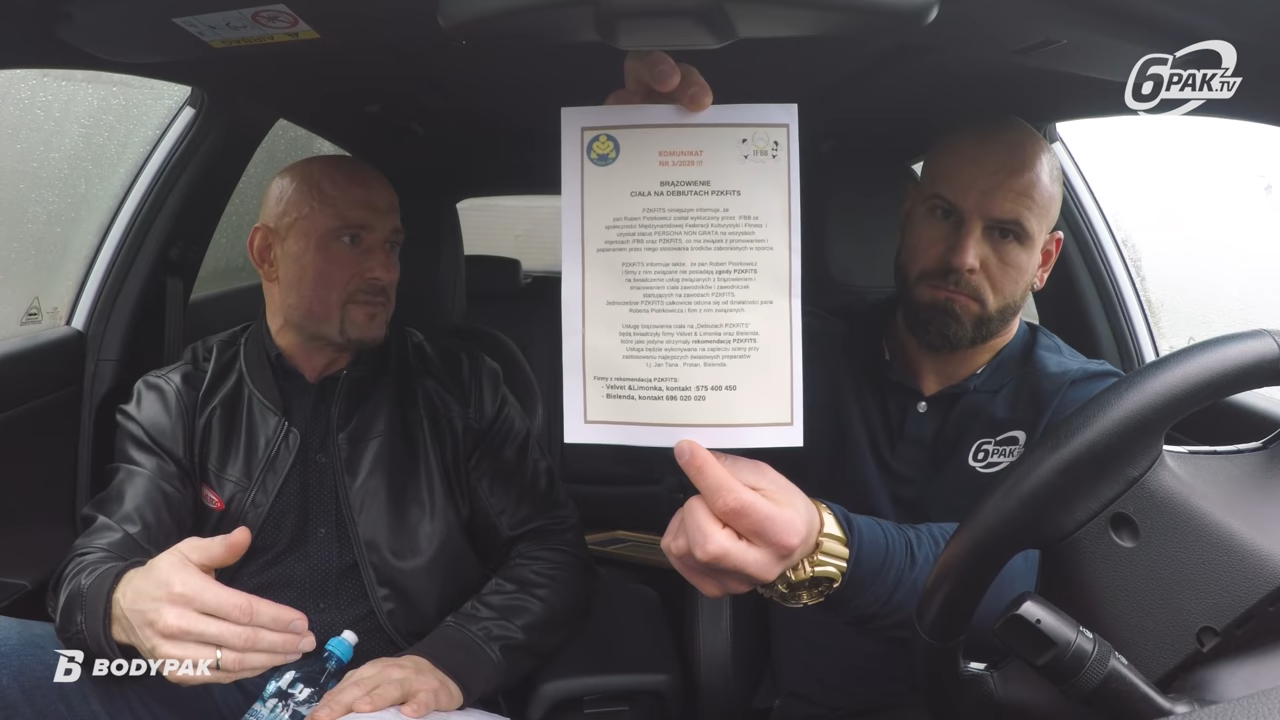 AIRBAG
6PAK.TV
IFBB
KOMUNIKAT
NR 3/2020 !!!
BRĄZOWIENIE
CIAŁA NA DEBIUTACH PZKFiTS
PZKFiTS niniejszym informuje, że
pan Robert Piotrkowicz został wykluczony przez IFBB ze
społeczności Międzynarodowej Federacji Kulturystyki i Fitness i
uzyskał status PERSONA NON GRATA na wszystkich
imprezach IFBB oraz PZKFiTS, co ma związek z promowaniem i
popieraniem przez niego stosowania środków zabronionych w sporcie.
PZKFiTS informuje także, że pan Robert Piotrkowicz
i firmy z nim związane nie posiadają zgody PZKFiTS
na świadczenie usług związanych z brązowieniem i
smarowaniem ciała zawodników i zawodniczek
startujących na zawodach PZKFiTS.
Jednocześnie PZKFiTS całkowicie odcina się od działalności pana
Roberta Piotrkowicza i firm z nim związanych.
Usługę brązowienia ciała na „Debiutach PZKFiTS”
będą świadczyły firmy Velvet & Limonka oraz Bielenda,
które jako jedyne otrzymały rekomendację PZKFiTS.
Usługa będzie wykonywana na zapleczu sceny przy
zastosowaniu najlepszych światowych preparatów
t.j. Jan Tana , Protan, Bielenda.
Firmy z rekomendacją PZKFiTS:
- Velvet &Limonka, kontakt :575 400 450
- Bielenda, kontakt 696 020 020
6PAK
BODYPAK